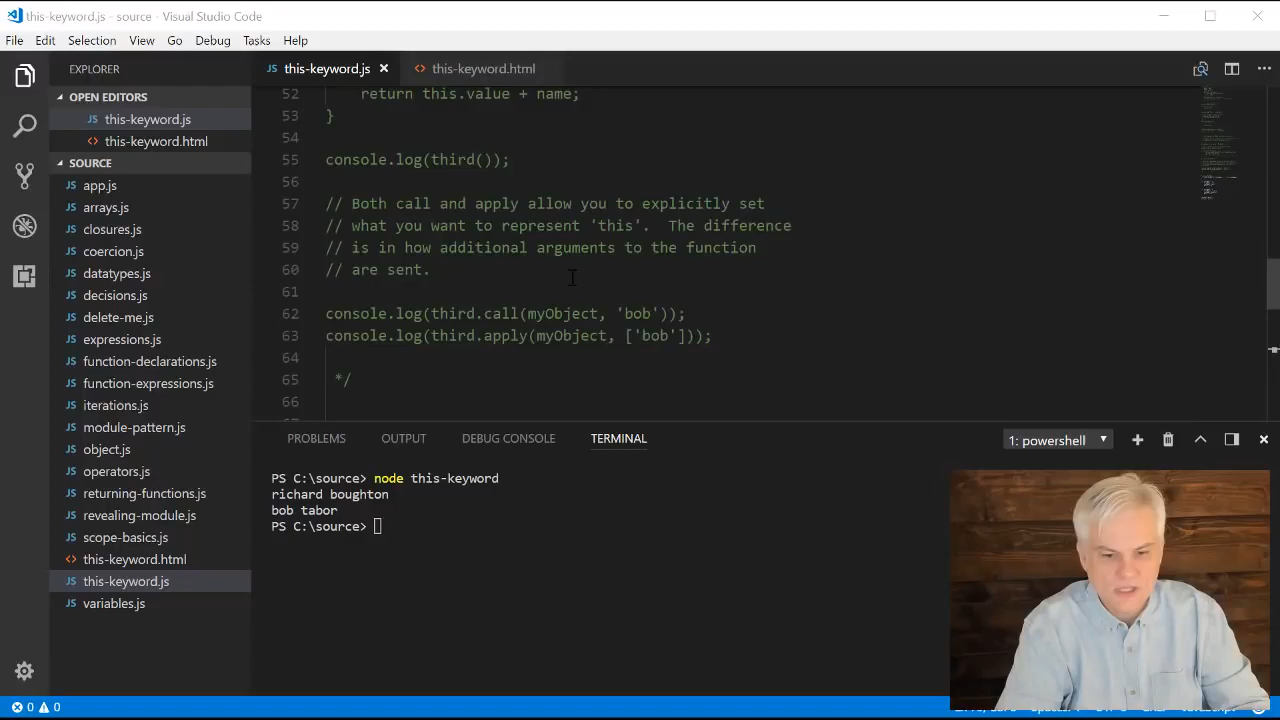 this-keyword.js - source - Visual Studio Code
File Edit Selection View Go Debug Tasks Help
EXPLORER
OPEN EDITORS
JS this-keyword.js
<> this-keyword.html
SOURCE
JS app.js
JS arrays.js
JS closures.js
JS coercion.js
JS datatypes.js
JS decisions.js
JS delete-me.js
JS expressions.js
JS function-declarations.js
JS function-expressions.js
JS iterations.js
JS module-pattern.js
JS object.js
JS operators.js
JS returning-functions.js
JS revealing-module.js
JS scope-basics.js
<> this-keyword.html
JS this-keyword.js
JS variables.js
JS this-keyword.js <> this-keyword.html
52 return this.value + name;
53 }
54
55 console.log(third());
56
57 // Both call and apply allow you to explicitly set
58 // what you want to represent 'this'. The difference
59 // is in how additional arguments to the function
60 // are sent.
61
62 console.log(third.call(myObject, 'bob'));
63 console.log(third.apply(myObject, ['bob']));
64
65 */
66
PROBLEMS OUTPUT DEBUG CONSOLE TERMINAL 1: powershell
PS C:\source> node this-keyword
richard boughton
bob tabor
PS C:\source>
0 0